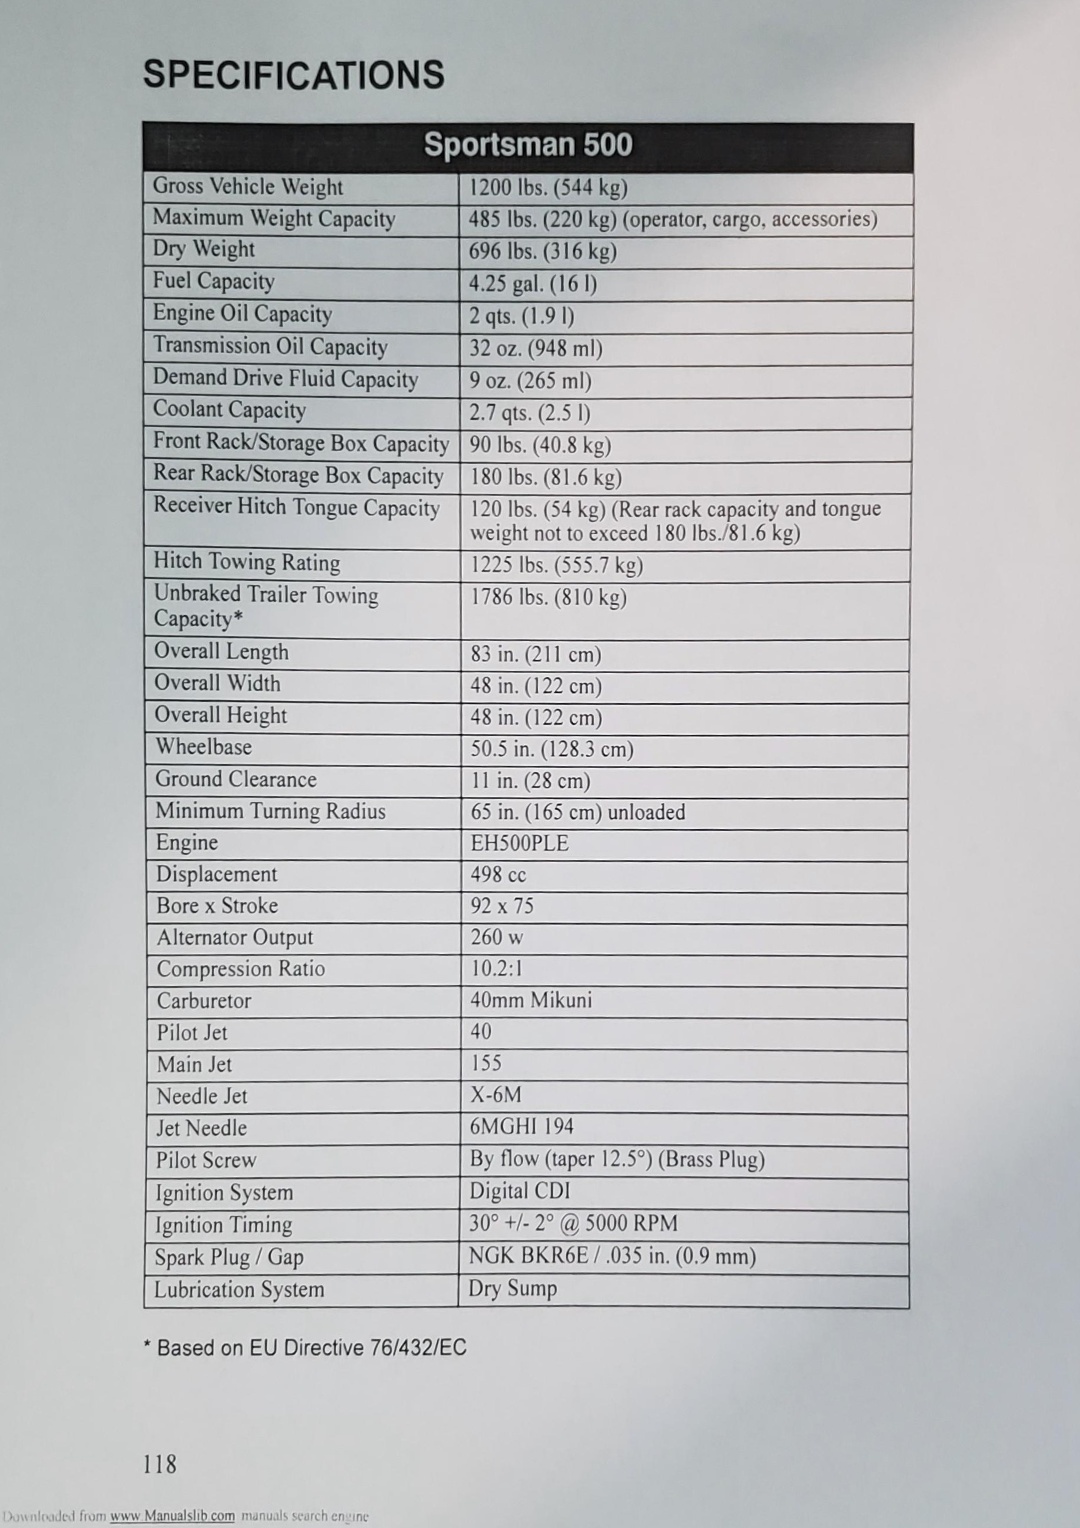 SPECIFICATIONS
Sportsman 500
Gross Vehicle Weight 1200 lbs. (544 kg)
Maximum Weight Capacity 485 lbs. (220 kg) (operator, cargo, accessories)
Dry Weight 696 lbs. (316 kg)
Fuel Capacity 4.25 gal. (16 l)
Engine Oil Capacity 2 qts. (1.9 l)
Transmission Oil Capacity 32 oz. (948 ml)
Demand Drive Fluid Capacity 9 oz. (265 ml)
Coolant Capacity 2.7 qts. (2.5 l)
Front Rack/Storage Box Capacity 90 lbs. (40.8 kg)
Rear Rack/Storage Box Capacity 180 lbs. (81.6 kg)
Receiver Hitch Tongue Capacity 120 lbs. (54 kg) (Rear rack capacity and tongue
weight not to exceed 180 lbs./81.6 kg)
Hitch Towing Rating 1225 lbs. (555.7 kg)
Unbraked Trailer Towing 1786 lbs. (810 kg)
Capacity*
Overall Length 83 in. (211 cm)
Overall Width 48 in. (122 cm)
Overall Height 48 in. (122 cm)
Wheelbase 50.5 in. (128.3 cm)
Ground Clearance 11 in. (28 cm)
Minimum Turning Radius 65 in. (165 cm) unloaded
Engine EH500PLE
Displacement 498 cc
Bore x Stroke 92 x 75
Alternator Output 260 w
Compression Ratio 10.2:1
Carburetor 40mm Mikuni
Pilot Jet 40
Main Jet 155
Needle Jet X-6M
Jet Needle 6MGHI 194
Pilot Screw By flow (taper 12.5°) (Brass Plug)
Ignition System Digital CDI
Ignition Timing 30° +/- 2° @ 5000 RPM
Spark Plug / Gap NGK BKR6E / .035 in. (0.9 mm)
Lubrication System Dry Sump
* Based on EU Directive 76/432/EC
118
Downloaded from www.Manualslib.com manuals search engine